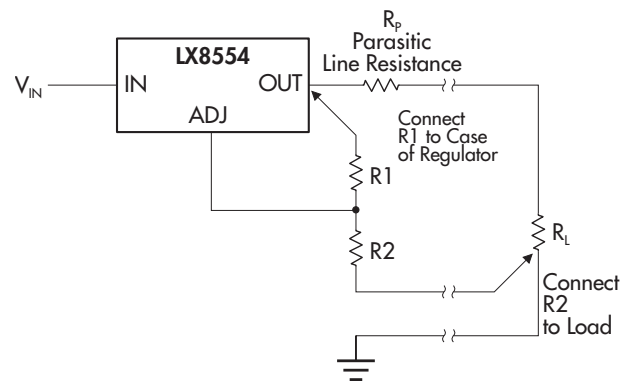 R_P
Parasitic
Line Resistance
LX8554
V_IN
IN
OUT
ADJ
Connect
R1 to Case
of Regulator
R1
R2
R_L
Connect
R2
to Load